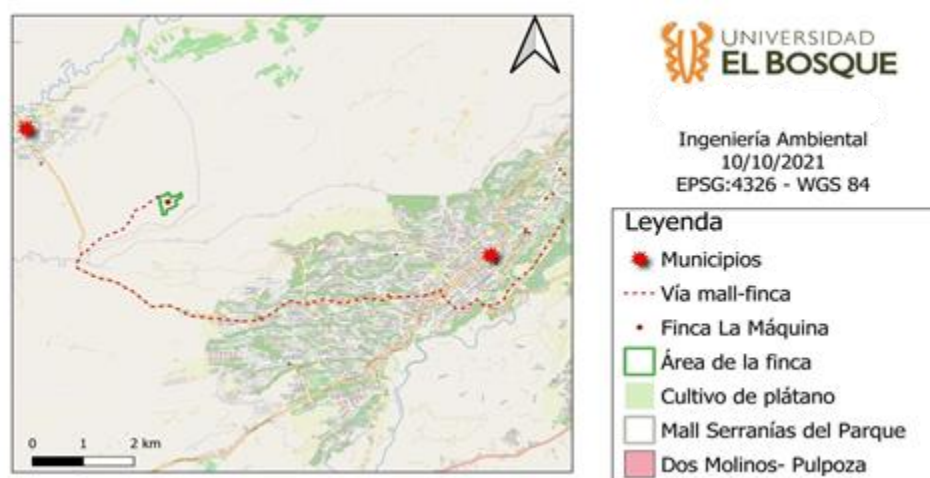 UNIVERSIDAD
EL BOSQUE
Ingeniería Ambiental
10/10/2021
EPSG:4326 - WGS 84
Leyenda
Municipios
Vía mall-finca
Finca La Máquina
Área de la finca
Cultivo de plátano
Mall Serranías del Parque
Dos Molinos- Pulpoza
0 1 2 km